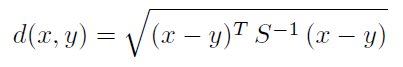 d(x, y) = √((x − y)ᵀ S⁻¹ (x − y))